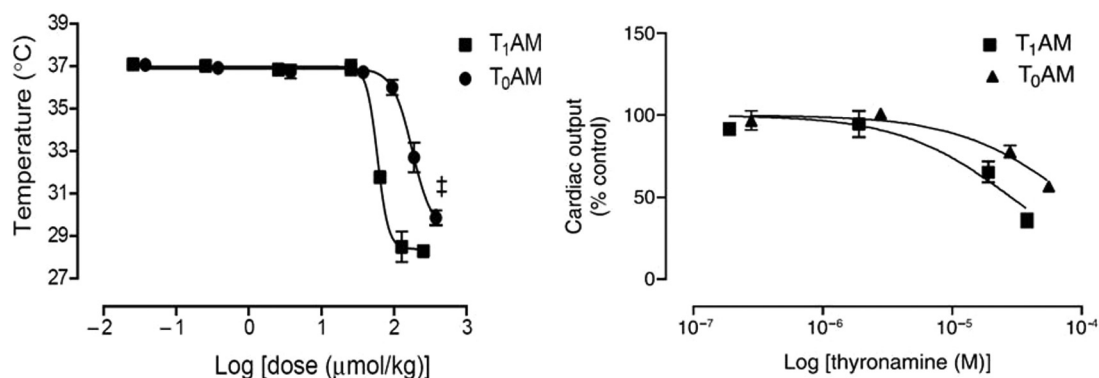 39
37
35
33
31
29
27
Temperature (°C)
T₁AM
T₀AM
‡
−2 −1 0 1 2 3
Log [dose (μmol/kg)]
150
100
50
0
Cardiac output
(% control)
T₁AM
T₀AM
10⁻⁷ 10⁻⁶ 10⁻⁵ 10⁻⁴
Log [thyronamine (M)]